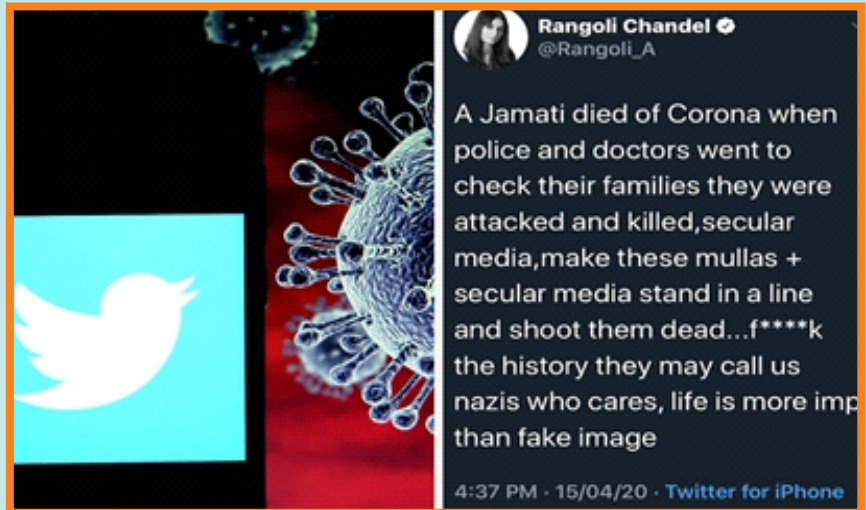 Rangoli Chandel
@Rangoli_A
A Jamati died of Corona when
police and doctors went to
check their families they were
attacked and killed,secular
media,make these mullas +
secular media stand in a line
and shoot them dead...f****k
the history they may call us
nazis who cares, life is more imp
than fake image
4:37 PM · 15/04/20 · Twitter for iPhone